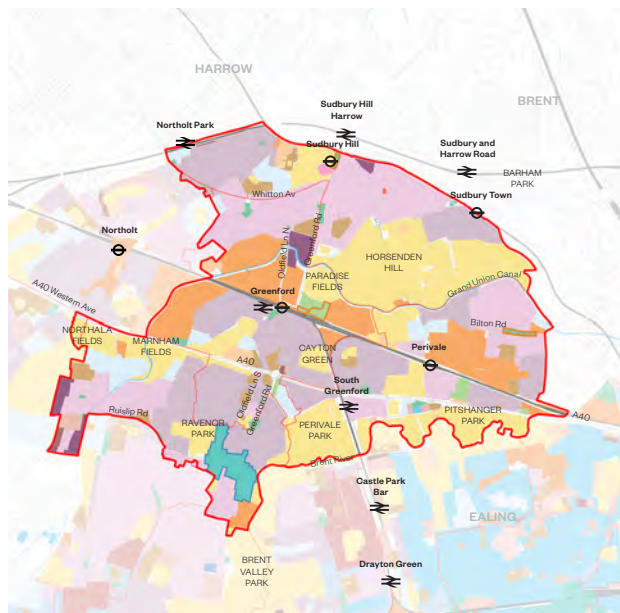 HARROW
BRENT
Sudbury Hill
Harrow
Northolt Park
Sudbury Hill
Sudbury and
Harrow Road
BARHAM
PARK
Whitton Av
Sudbury Town
Northolt
Oldfield Ln N
Greenford Rd
HORSENDEN
HILL
PARADISE
FIELDS
Grand Union Canal
A40 Western Ave
Greenford
Bilton Rd
NORTHALA
FIELDS
MARNHAM
FIELDS
CAYTON
GREEN
A40
Perivale
Oldfield Ln S
Greenford Rd
South
Greenford
Ruislip Rd
RAVENOR
PARK
PERIVALE
PARK
PITSHANGER
PARK
A40
Brent River
Castle Park
Bar
EALING
BRENT
VALLEY
PARK
Drayton Green